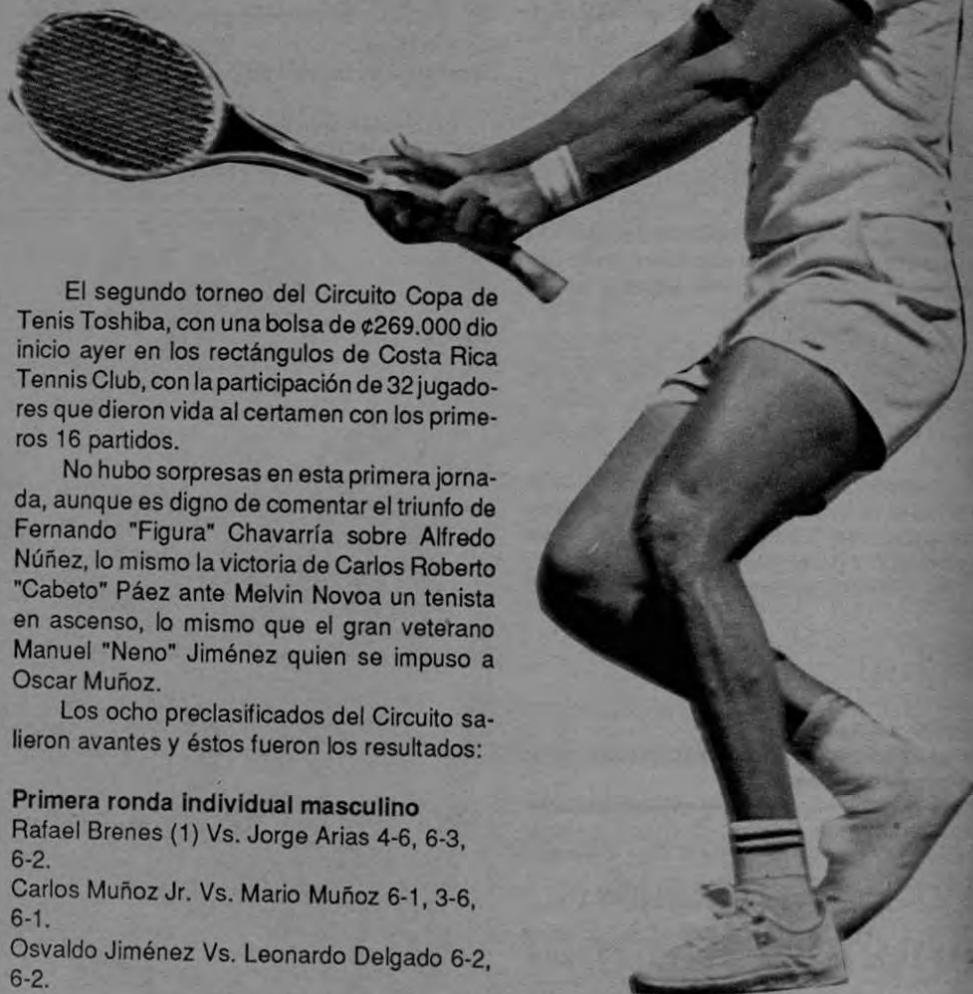 El segundo torneo del Circuito Copa de
Tenis Toshiba, con una bolsa de ¢269.000 dio
inicio ayer en los rectángulos de Costa Rica
Tennis Club, con la participación de 32 jugado-
res que dieron vida al certamen con los prime-
ros 16 partidos.
No hubo sorpresas en esta primera jorna-
da, aunque es digno de comentar el triunfo de
Fernando "Figura" Chavarría sobre Alfredo
Núñez, lo mismo la victoria de Carlos Roberto
"Cabeto" Páez ante Melvin Novoa un tenista
en ascenso, lo mismo que el gran veterano
Manuel "Neno" Jiménez quien se impuso a
Oscar Muñoz.
Los ocho preclasificados del Circuito sa-
lieron avantes y éstos fueron los resultados:
Primera ronda individual masculino
Rafael Brenes (1) Vs. Jorge Arias 4-6, 6-3,
6-2.
Carlos Muñoz Jr. Vs. Mario Muñoz 6-1, 3-6,
6-1.
Osvaldo Jiménez Vs. Leonardo Delgado 6-2,
6-2.